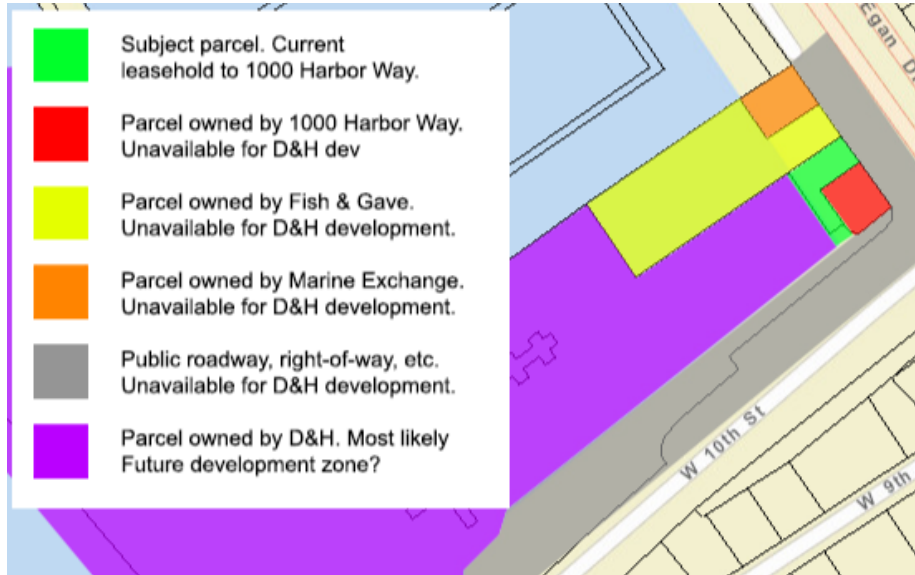 Subject parcel. Current
leasehold to 1000 Harbor Way.
Parcel owned by 1000 Harbor Way.
Unavailable for D&H dev
Parcel owned by Fish & Gave.
Unavailable for D&H development.
Parcel owned by Marine Exchange.
Unavailable for D&H development.
Public roadway, right-of-way, etc.
Unavailable for D&H development.
Parcel owned by D&H. Most likely
Future development zone?
Egan
W 10th St
W 9th